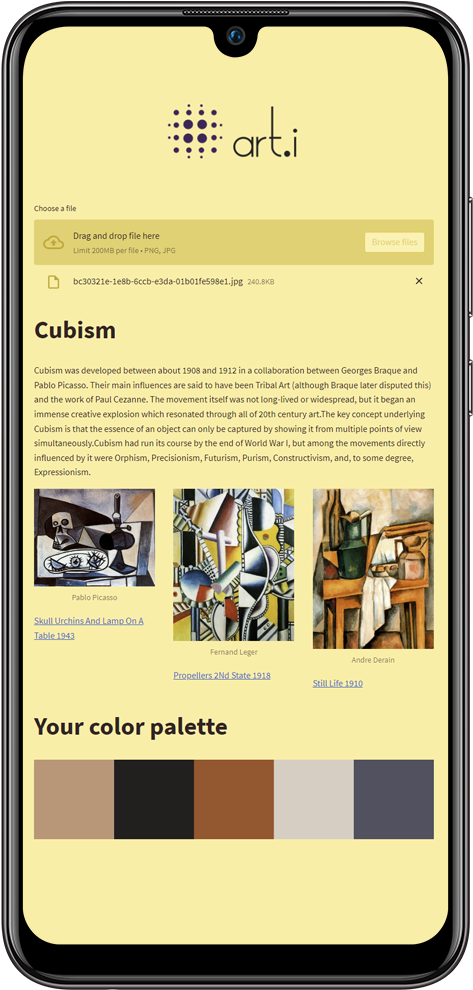 art.i
Choose a file
Drag and drop file here
Limit 200MB per file • PNG, JPG
Browse files
bc30321e-1e8b-6ccb-e3da-01b01fe598e1.jpg 240.8KB
Cubism
Cubism was developed between about 1908 and 1912 in a collaboration between Georges Braque and
Pablo Picasso. Their main influences are said to have been Tribal Art (although Braque later disputed this)
and the work of Paul Cezanne. The movement itself was not long-lived or widespread, but it began an
immense creative explosion which resonated through all of 20th century art.The key concept underlying
Cubism is that the essence of an object can only be captured by showing it from multiple points of view
simultaneously.Cubism had run its course by the end of World War I, but among the movements directly
influenced by it were Orphism, Precisionism, Futurism, Purism, Constructivism, and, to some degree,
Expressionism.
Pablo Picasso
Skull Urchins And Lamp On A
Table 1943
Fernand Leger
Propellers 2Nd State 1918
Andre Derain
Still Life 1910
Your color palette